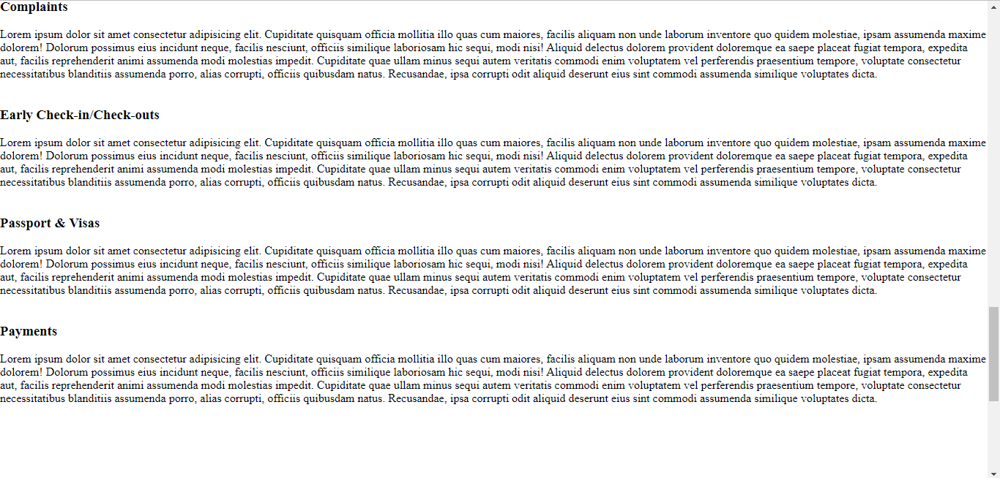 Complaints
Lorem ipsum dolor sit amet consectetur adipisicing elit. Cupiditate quisquam officia mollitia illo quas cum maiores, facilis aliquam non unde laborum inventore quo quidem molestiae, ipsam assumenda maxime
dolorem! Dolorum possimus eius incidunt neque, facilis nesciunt, officiis similique laboriosam hic sequi, modi nisi! Aliquid delectus dolorem provident doloremque ea saepe placeat fugiat tempora, expedita
aut, facilis reprehenderit animi assumenda modi molestias impedit. Cupiditate quae ullam minus sequi autem veritatis commodi enim voluptatem vel perferendis praesentium tempore, voluptate consectetur
necessitatibus blanditiis assumenda porro, alias corrupti, officiis quibusdam natus. Recusandae, ipsa corrupti odit aliquid deserunt eius sint commodi assumenda similique voluptates dicta.
Early Check-in/Check-outs
Lorem ipsum dolor sit amet consectetur adipisicing elit. Cupiditate quisquam officia mollitia illo quas cum maiores, facilis aliquam non unde laborum inventore quo quidem molestiae, ipsam assumenda maxime
dolorem! Dolorum possimus eius incidunt neque, facilis nesciunt, officiis similique laboriosam hic sequi, modi nisi! Aliquid delectus dolorem provident doloremque ea saepe placeat fugiat tempora, expedita
aut, facilis reprehenderit animi assumenda modi molestias impedit. Cupiditate quae ullam minus sequi autem veritatis commodi enim voluptatem vel perferendis praesentium tempore, voluptate consectetur
necessitatibus blanditiis assumenda porro, alias corrupti, officiis quibusdam natus. Recusandae, ipsa corrupti odit aliquid deserunt eius sint commodi assumenda similique voluptates dicta.
Passport & Visas
Lorem ipsum dolor sit amet consectetur adipisicing elit. Cupiditate quisquam officia mollitia illo quas cum maiores, facilis aliquam non unde laborum inventore quo quidem molestiae, ipsam assumenda maxime
dolorem! Dolorum possimus eius incidunt neque, facilis nesciunt, officiis similique laboriosam hic sequi, modi nisi! Aliquid delectus dolorem provident doloremque ea saepe placeat fugiat tempora, expedita
aut, facilis reprehenderit animi assumenda modi molestias impedit. Cupiditate quae ullam minus sequi autem veritatis commodi enim voluptatem vel perferendis praesentium tempore, voluptate consectetur
necessitatibus blanditiis assumenda porro, alias corrupti, officiis quibusdam natus. Recusandae, ipsa corrupti odit aliquid deserunt eius sint commodi assumenda similique voluptates dicta.
Payments
Lorem ipsum dolor sit amet consectetur adipisicing elit. Cupiditate quisquam officia mollitia illo quas cum maiores, facilis aliquam non unde laborum inventore quo quidem molestiae, ipsam assumenda maxime
dolorem! Dolorum possimus eius incidunt neque, facilis nesciunt, officiis similique laboriosam hic sequi, modi nisi! Aliquid delectus dolorem provident doloremque ea saepe placeat fugiat tempora, expedita
aut, facilis reprehenderit animi assumenda modi molestias impedit. Cupiditate quae ullam minus sequi autem veritatis commodi enim voluptatem vel perferendis praesentium tempore, voluptate consectetur
necessitatibus blanditiis assumenda porro, alias corrupti, officiis quibusdam natus. Recusandae, ipsa corrupti odit aliquid deserunt eius sint commodi assumenda similique voluptates dicta.